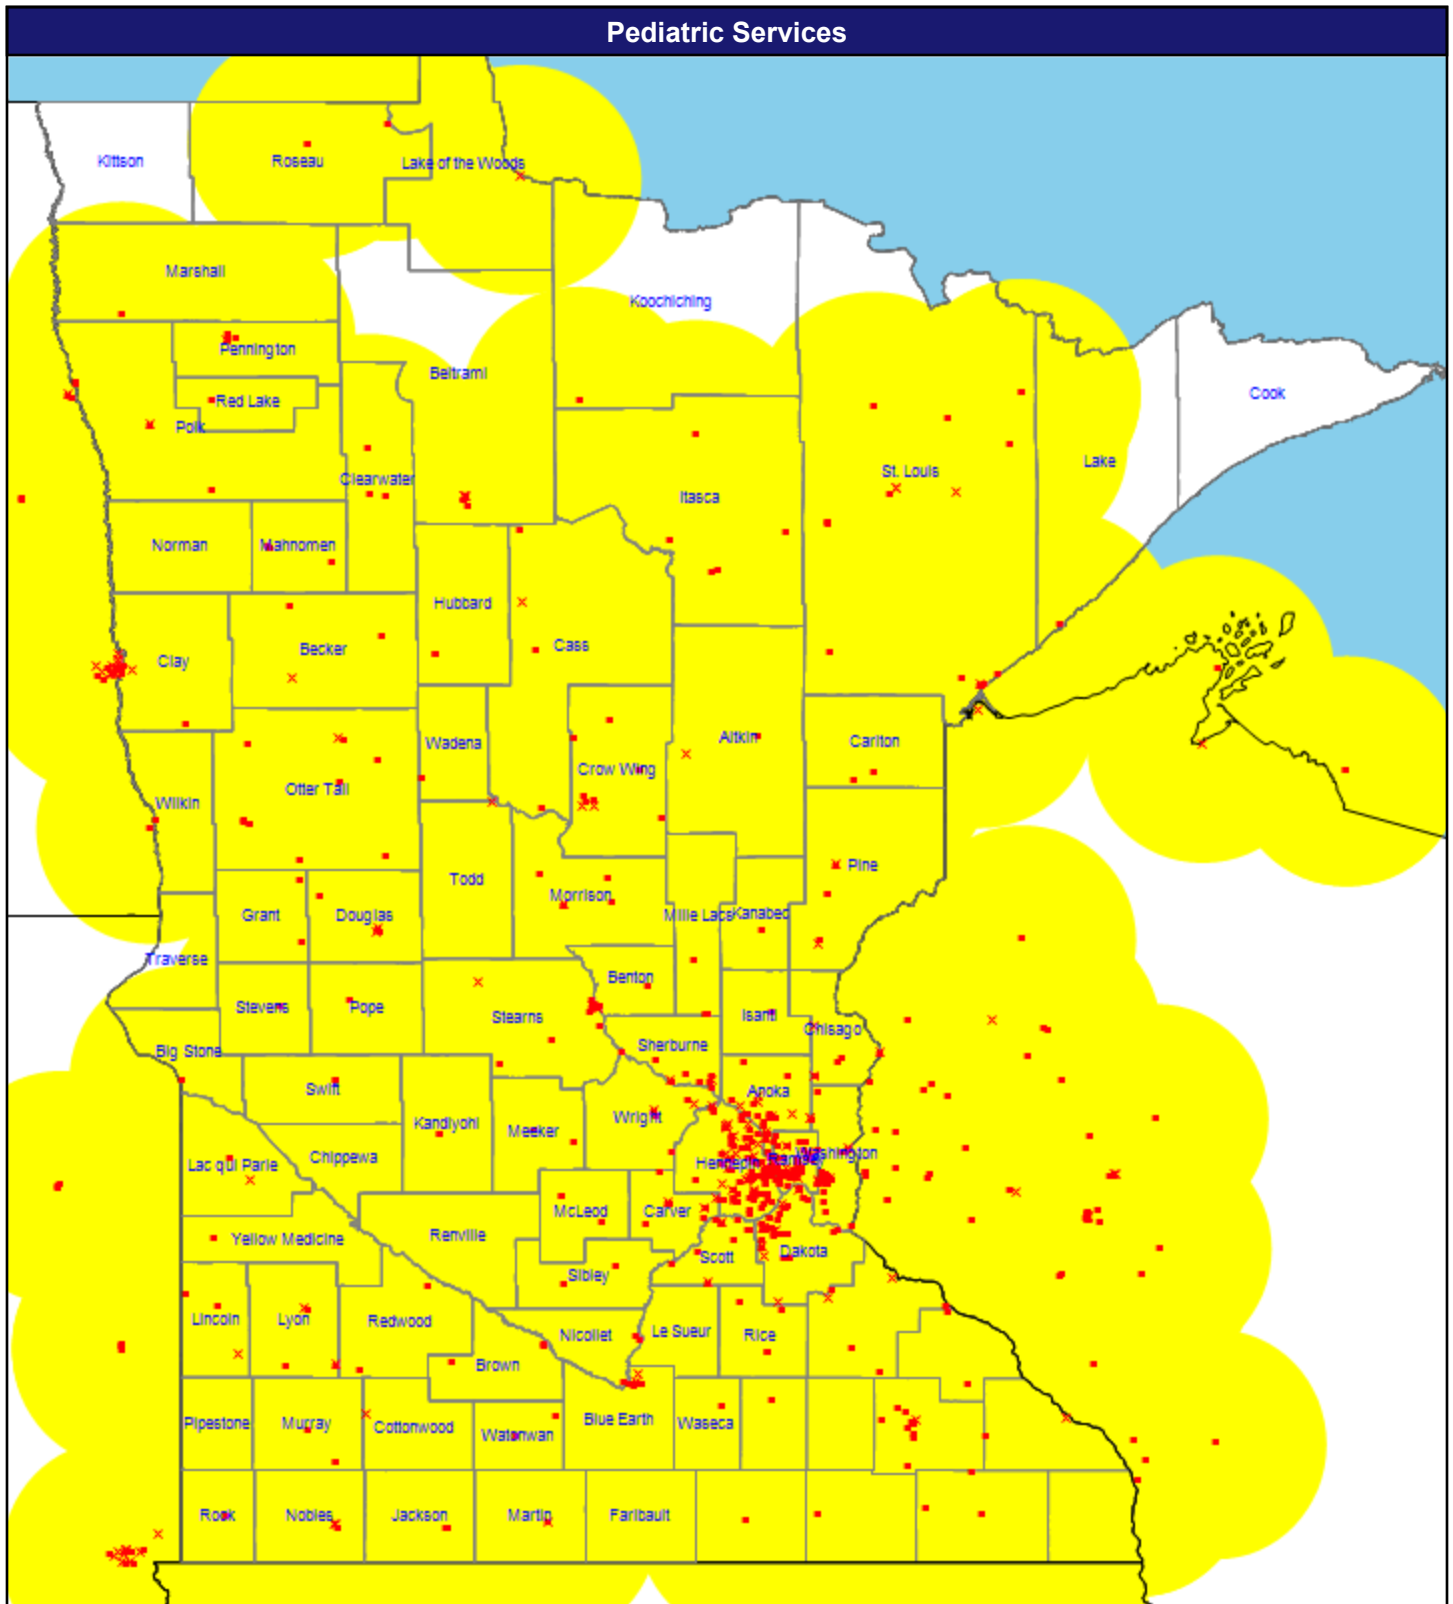 Pediatric Services
Kittson
Roseau
Lake of the Woods
Marshall
Koochiching
Pennington
Beltrami
Red Lake
Polk
Cook
Clearwater
St. Louis
Lake
Itasca
Norman
Mahnomen
Hubbard
Becker
Cass
Clay
Wadena
Aitkin
Carlton
Crow Wing
Otter Tail
Wilkin
Pine
Todd
Morrison
Grant
Douglas
Mille Lacs
Kanabec
Traverse
Benton
Stevens
Pope
Stearns
Isanti
Chisago
Big Stone
Sherburne
Swift
Anoka
Kandiyohi
Meeker
Wright
Chippewa
Lac qui Parle
Hennepin
Ramsey
Washington
McLeod
Carver
Yellow Medicine
Renville
Scott
Dakota
Sibley
Lincoln
Lyon
Redwood
Nicollet
Le Sueur
Rice
Brown
Pipestone
Murray
Cottonwood
Watonwan
Blue Earth
Waseca
Rock
Nobles
Jackson
Martin
Faribault